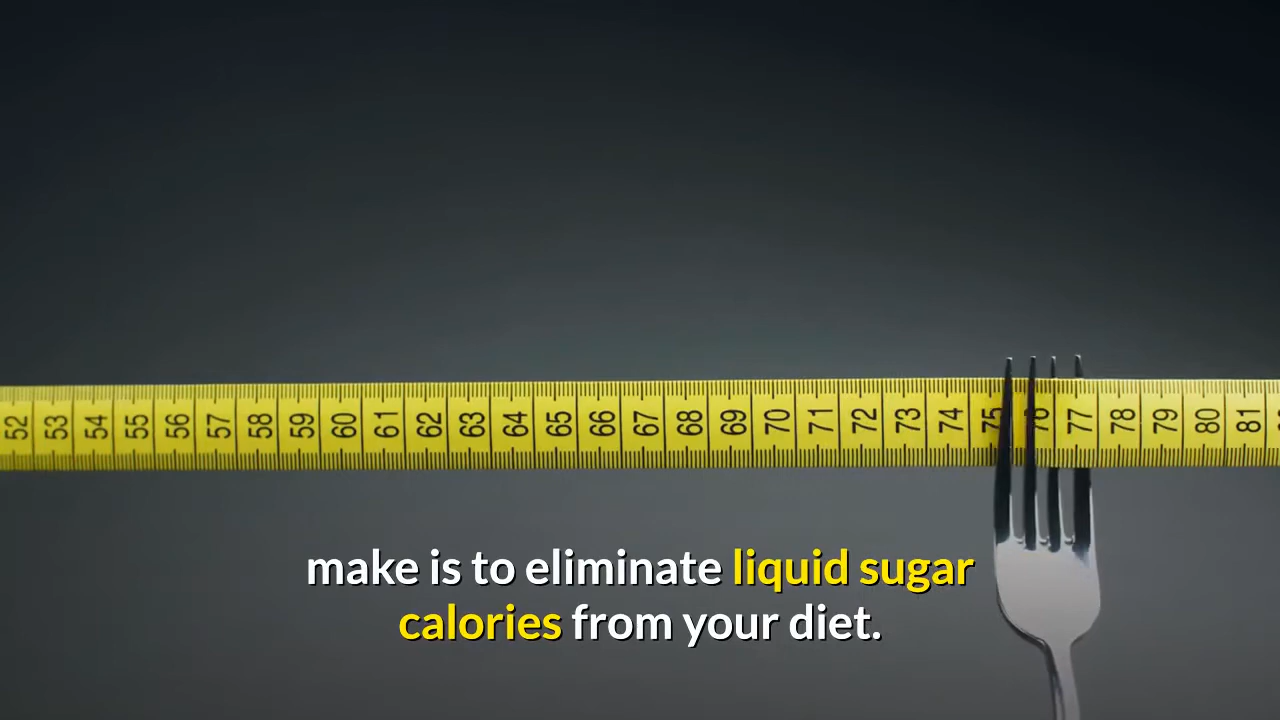 52 53 54 55 56 57 58 59 60 61 62 63 64 65 66 67 68 69 70 71 72 73 74 75 76 77 78 79 80 81
make is to eliminate liquid sugar
calories from your diet.